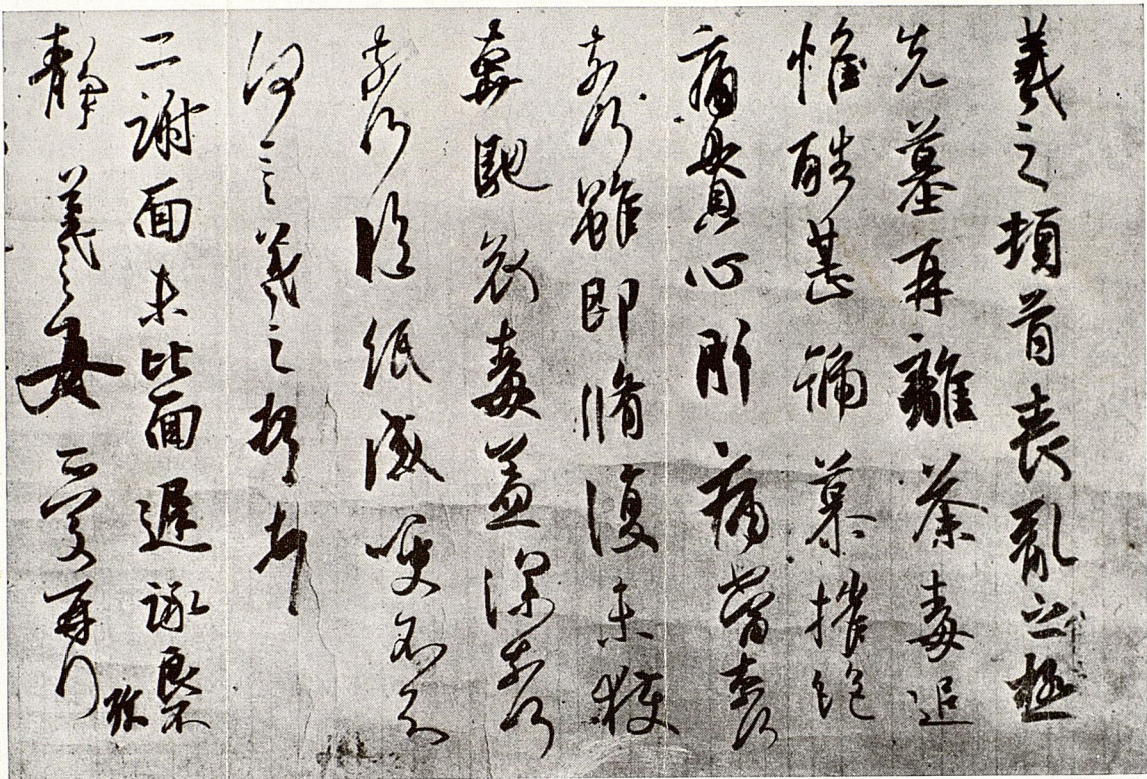 羲之頓首喪亂之極
先墓再離荼毒追
惟酷甚號慕摧絕
痛貫心肝痛當奈何
奈何雖即脩復未獲
奔馳哀毒益深奈何
奈何臨紙感哽不知
何言羲之頓首頓首
二謝面未比面遲詠良不
靜羲之女愛再拜